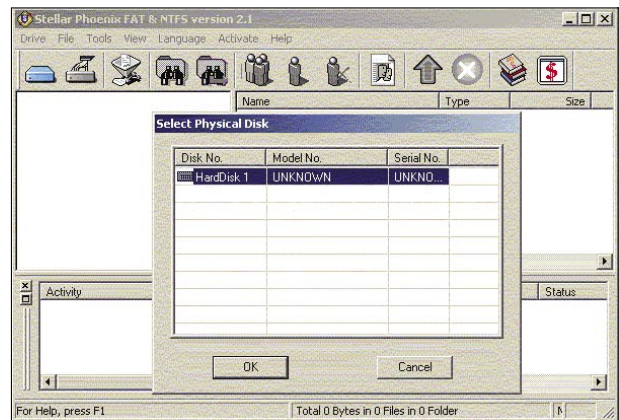 Stellar Phoenix FAT & NTFS version 2.1
Drive File Tools View Language Activate Help
Name Type Size
Select Physical Disk
Disk No. Model No. Serial No.
HardDisk 1 UNKNOWN UNKNO...
Activity Status
OK Cancel
For Help, press F1 Total 0 Bytes in 0 Files in 0 Folder